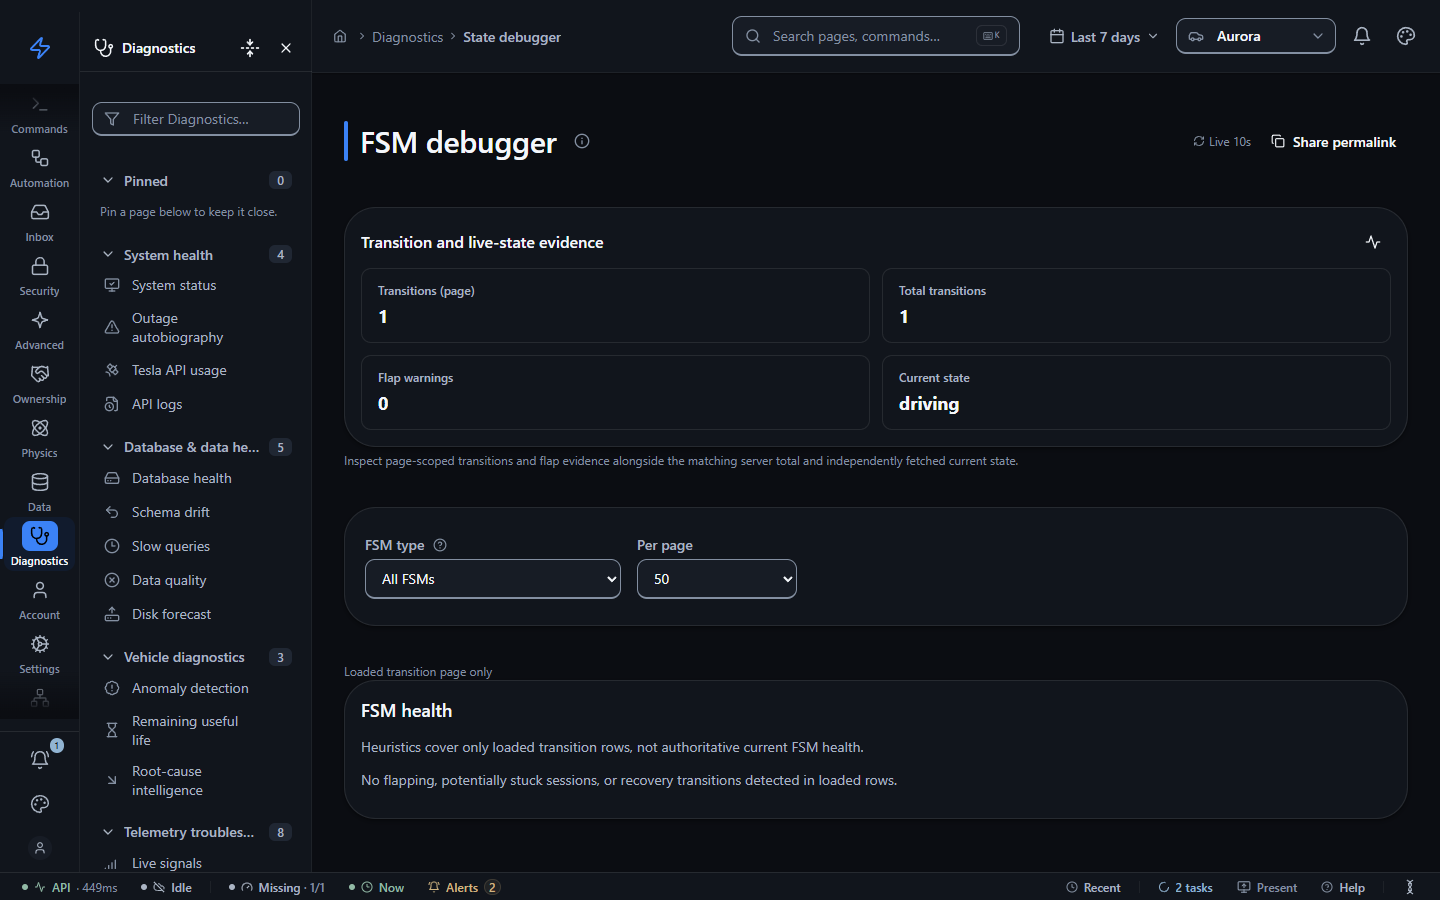 Diagnostics
Diagnostics
State debugger
Search pages, commands...
K
Last 7 days
Aurora
Commands
Automation
Inbox
Security
Advanced
Ownership
Physics
Data
Diagnostics
Account
Settings
1
Filter Diagnostics...
Pinned
0
Pin a page below to keep it close.
System health
4
System status
Outage
autobiography
Tesla API usage
API logs
Database & data he...
5
Database health
Schema drift
Slow queries
Data quality
Disk forecast
Vehicle diagnostics
3
Anomaly detection
Remaining useful
life
Root-cause
intelligence
Telemetry troubles...
8
Live signals
FSM debugger
Live 10s
Share permalink
Transition and live-state evidence
Transitions (page)
1
Total transitions
1
Flap warnings
0
Current state
driving
Inspect page-scoped transitions and flap evidence alongside the matching server total and independently fetched current state.
FSM type
All FSMs
Per page
50
Loaded transition page only
FSM health
Heuristics cover only loaded transition rows, not authoritative current FSM health.
No flapping, potentially stuck sessions, or recovery transitions detected in loaded rows.
API · 449ms
Idle
Missing · 1/1
Now
Alerts 2
Recent
2 tasks
Present
Help